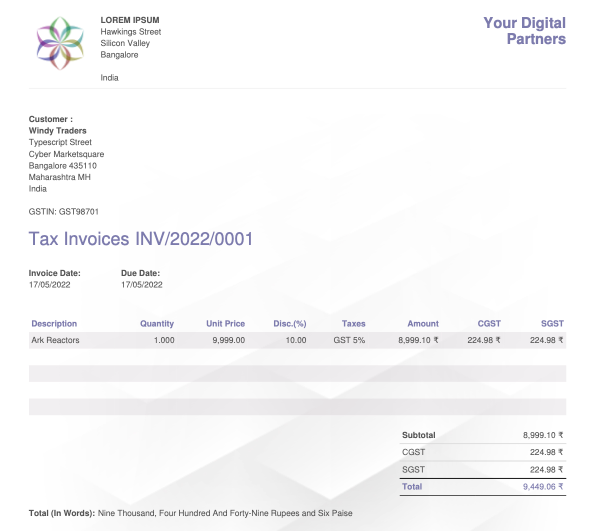 LOREM IPSUM
Hawkings Street
Silicon Valley
Bangalore
India
Your Digital
Partners
Customer :
Windy Traders
Typescript Street
Cyber Marketsquare
Bangalore 435110
Maharashtra MH
India
GSTIN: GST98701
Tax Invoices INV/2022/0001
Invoice Date: Due Date:
17/05/2022 17/05/2022
Description Quantity Unit Price Disc.(%) Taxes Amount CGST SGST
Ark Reactors 1.000 9,999.00 10.00 GST 5% 8,999.10 ₹ 224.98 ₹ 224.98 ₹
Subtotal 8,999.10 ₹
CGST 224.98 ₹
SGST 224.98 ₹
Total 9,449.06 ₹
Total (In Words): Nine Thousand, Four Hundred And Forty-Nine Rupees and Six Paise